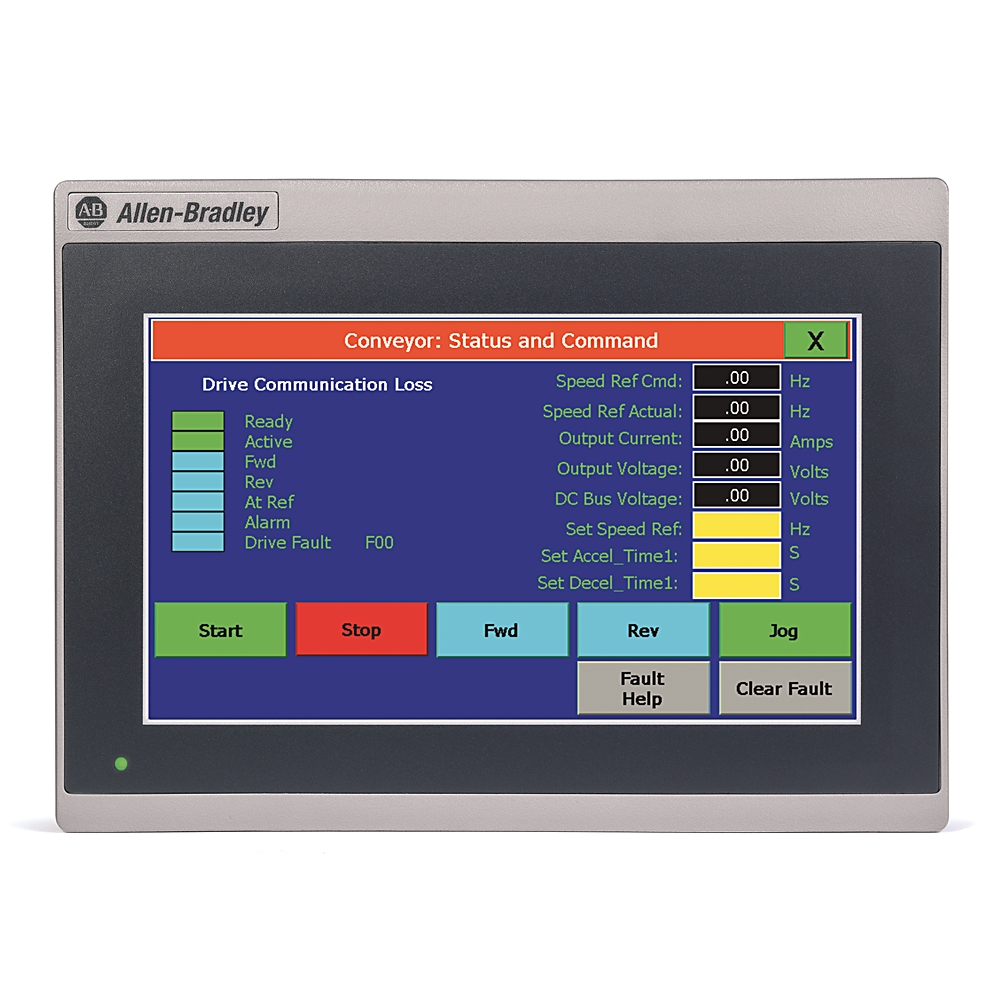 A-B
Allen-Bradley
Conveyor: Status and Command
X
Drive Communication Loss
Ready
Active
Fwd
Rev
At Ref
Alarm
Drive Fault F00
Speed Ref Cmd: .00 Hz
Speed Ref Actual: .00 Hz
Output Current: .00 Amps
Output Voltage: .00 Volts
DC Bus Voltage: .00 Volts
Set Speed Ref: Hz
Set Accel_Time1: S
Set Decel_Time1: S
Start Stop Fwd Rev Jog
Fault
Help
Clear Fault